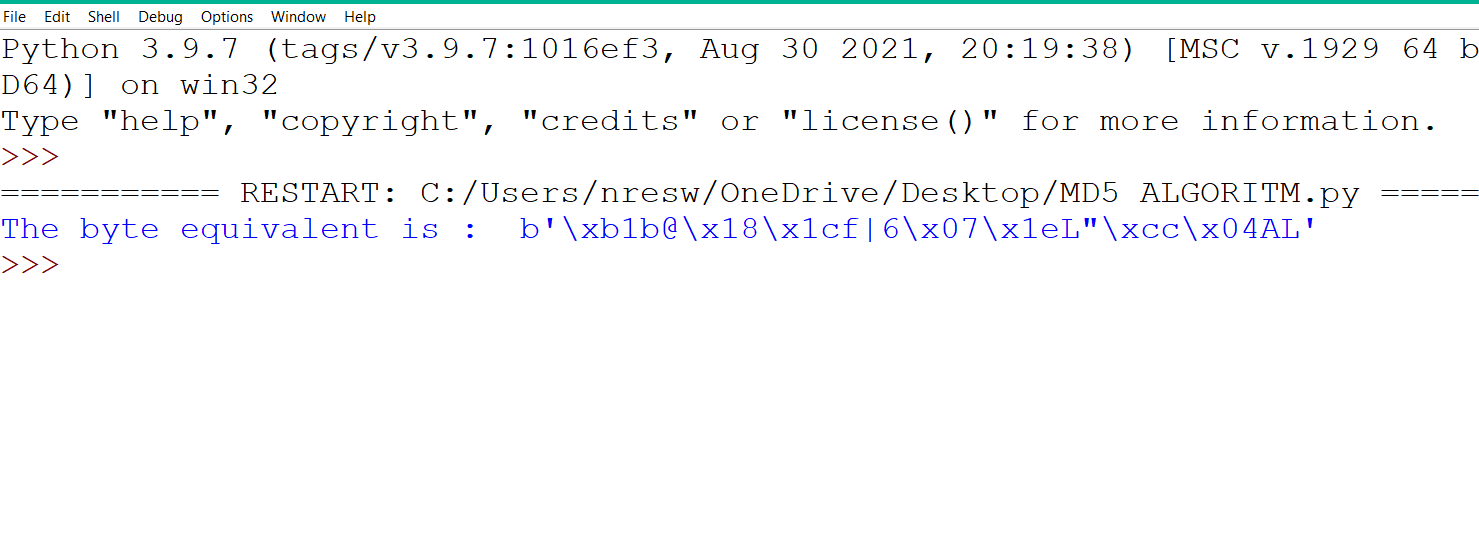 File Edit Shell Debug Options Window Help
Python 3.9.7 (tags/v3.9.7:1016ef3, Aug 30 2021, 20:19:38) [MSC v.1929 64 b
D64)] on win32
Type "help", "copyright", "credits" or "license()" for more information.
>>>
=========== RESTART: C:/Users/nresw/OneDrive/Desktop/MD5 ALGORITM.py =====
The byte equivalent is :  b'\xb1b@\x18\x1cf|6\x07\x1eL"\xcc\x04AL'
>>>